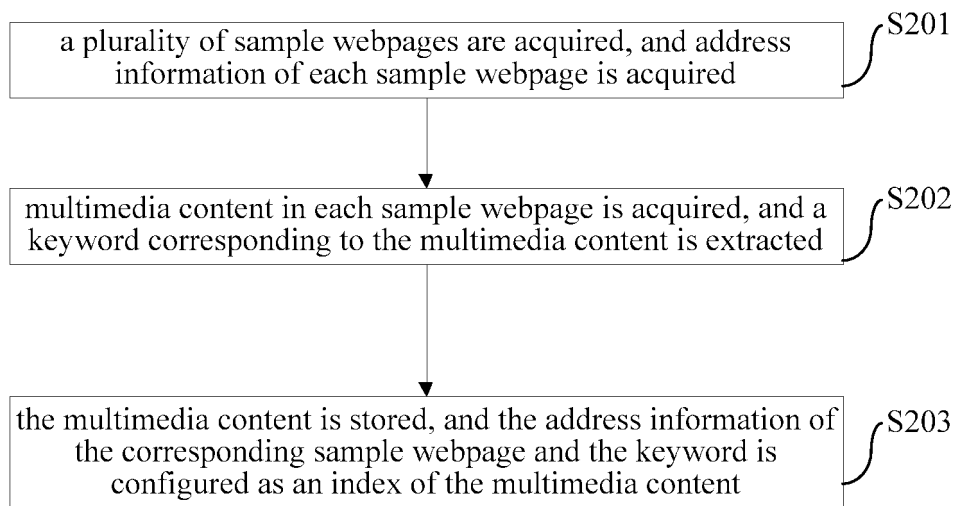 a plurality of sample webpages are acquired, and address
information of each sample webpage is acquired
S201
multimedia content in each sample webpage is acquired, and a
keyword corresponding to the multimedia content is extracted
S202
the multimedia content is stored, and the address information of
the corresponding sample webpage and the keyword is
configured as an index of the multimedia content
S203